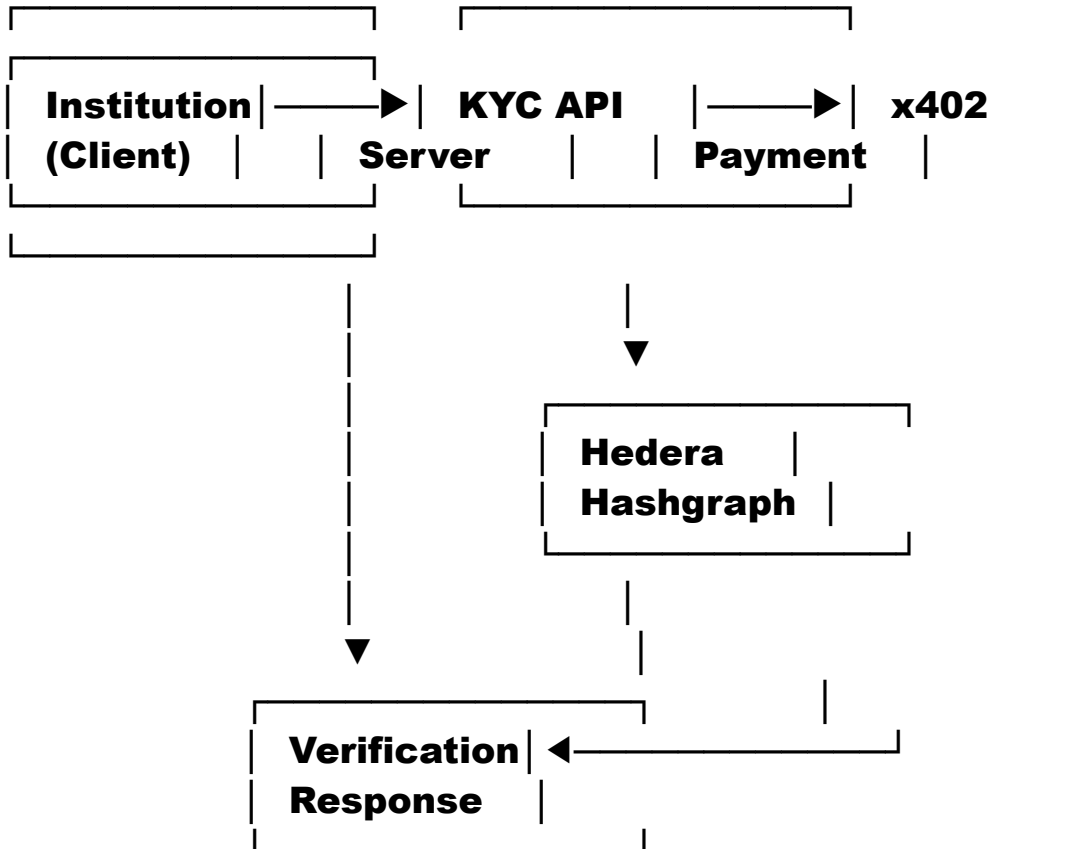 Institution KYC API x402
(Client) Server Payment
Hedera
Hashgraph
Verification
Response